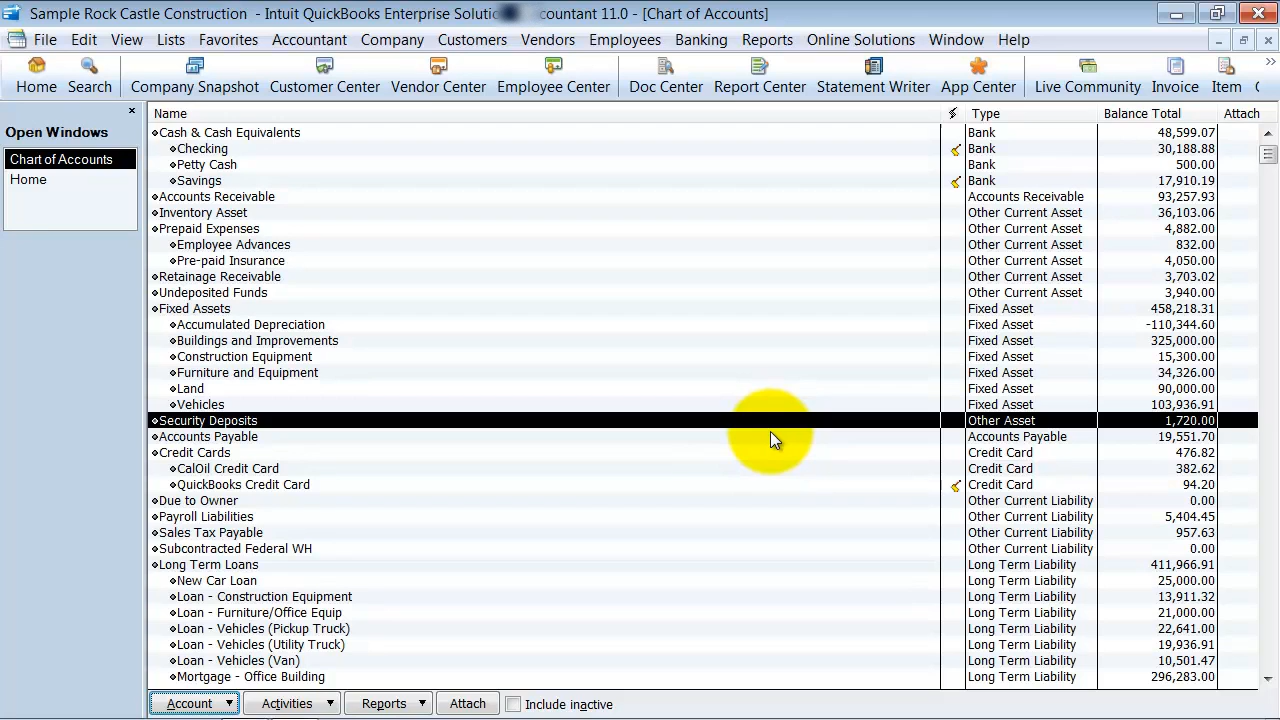 Sample Rock Castle Construction - Intuit QuickBooks Enterprise Solutio countant 11.0 - [Chart of Accounts]
File Edit View Lists Favorites Accountant Company Customers Vendors Employees Banking Reports Online Solutions Window Help
Home Search Company Snapshot Customer Center Vendor Center Employee Center Doc Center Report Center Statement Writer App Center Live Community Invoice Item
Open Windows
Chart of Accounts
Home
Name Type Balance Total Attach
Cash & Cash Equivalents Bank 48,599.07
Checking Bank 30,188.88
Petty Cash Bank 500.00
Savings Bank 17,910.19
Accounts Receivable Accounts Receivable 93,257.93
Inventory Asset Other Current Asset 36,103.06
Prepaid Expenses Other Current Asset 4,882.00
Employee Advances Other Current Asset 832.00
Pre-paid Insurance Other Current Asset 4,050.00
Retainage Receivable Other Current Asset 3,703.02
Undeposited Funds Other Current Asset 3,940.00
Fixed Assets Fixed Asset 458,218.31
Accumulated Depreciation Fixed Asset -110,344.60
Buildings and Improvements Fixed Asset 325,000.00
Construction Equipment Fixed Asset 15,300.00
Furniture and Equipment Fixed Asset 34,326.00
Land Fixed Asset 90,000.00
Vehicles Fixed Asset 103,936.91
Security Deposits Other Asset 1,720.00
Accounts Payable Accounts Payable 19,551.70
Credit Cards Credit Card 476.82
CalOil Credit Card Credit Card 382.62
QuickBooks Credit Card Credit Card 94.20
Due to Owner Other Current Liability 0.00
Payroll Liabilities Other Current Liability 5,404.45
Sales Tax Payable Other Current Liability 957.63
Subcontracted Federal WH Other Current Liability 0.00
Long Term Loans Long Term Liability 411,966.91
New Car Loan Long Term Liability 25,000.00
Loan - Construction Equipment Long Term Liability 13,911.32
Loan - Furniture/Office Equip Long Term Liability 21,000.00
Loan - Vehicles (Pickup Truck) Long Term Liability 22,641.00
Loan - Vehicles (Utility Truck) Long Term Liability 19,936.91
Loan - Vehicles (Van) Long Term Liability 10,501.47
Mortgage - Office Building Long Term Liability 296,283.00
Account Activities Reports Attach Include inactive